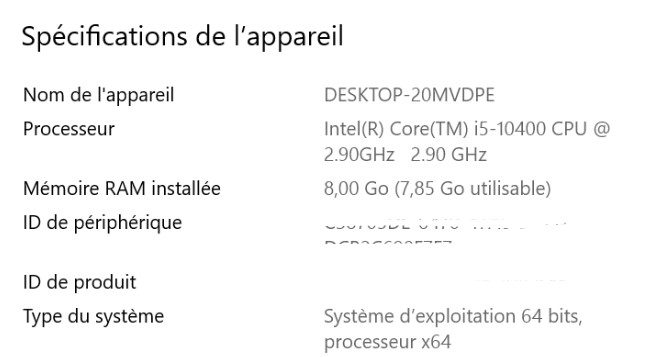 Spécifications de l’appareil
Nom de l'appareil DESKTOP-20MVDPE
Processeur Intel(R) Core(TM) i5-10400 CPU @
2.90GHz 2.90 GHz
Mémoire RAM installée 8,00 Go (7,85 Go utilisable)
ID de périphérique
ID de produit
Type du système Système d’exploitation 64 bits,
processeur x64